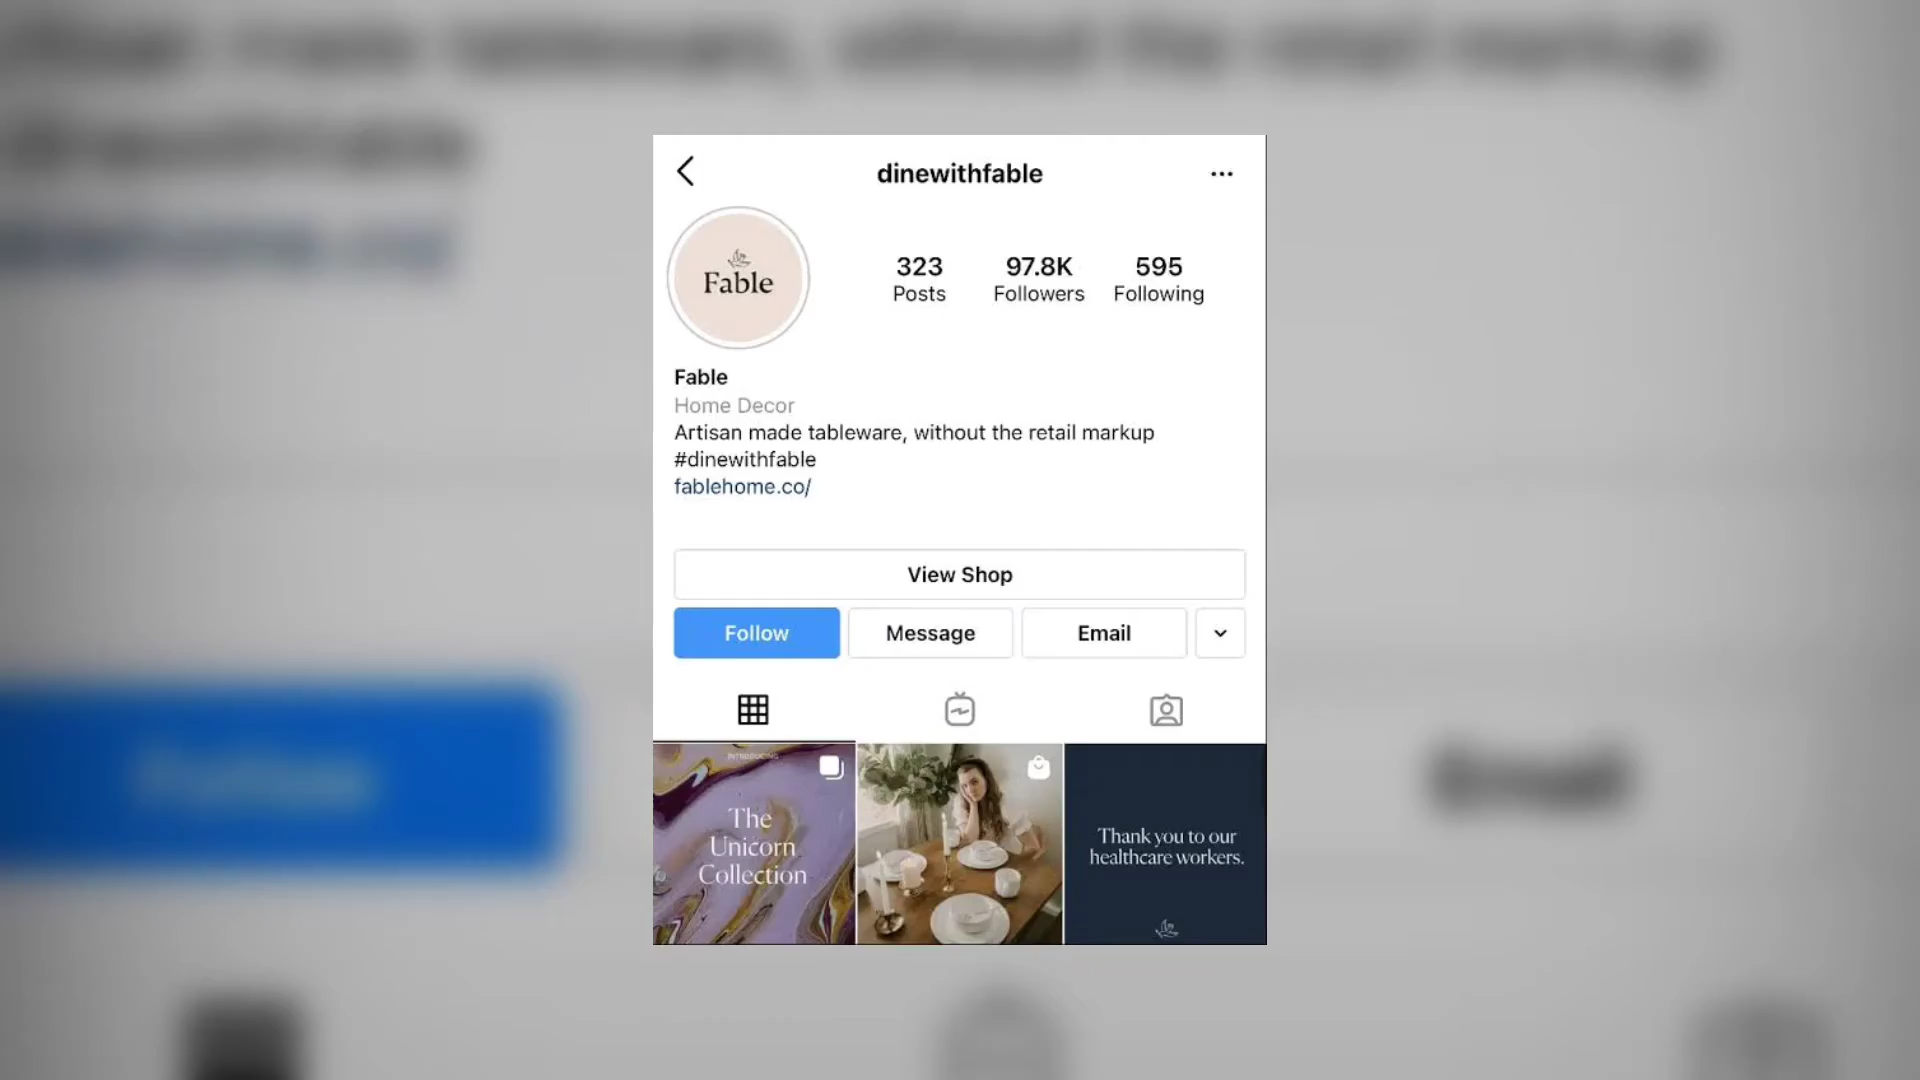 dinewithfable
Fable
323
Posts
97.8K
Followers
595
Following
Fable
Home Decor
Artisan made tableware, without the retail markup
#dinewithfable
fablehome.co/
View Shop
Follow
Message
Email
INTRODUCING
The
Unicorn
Collection
Thank you to our
healthcare workers.